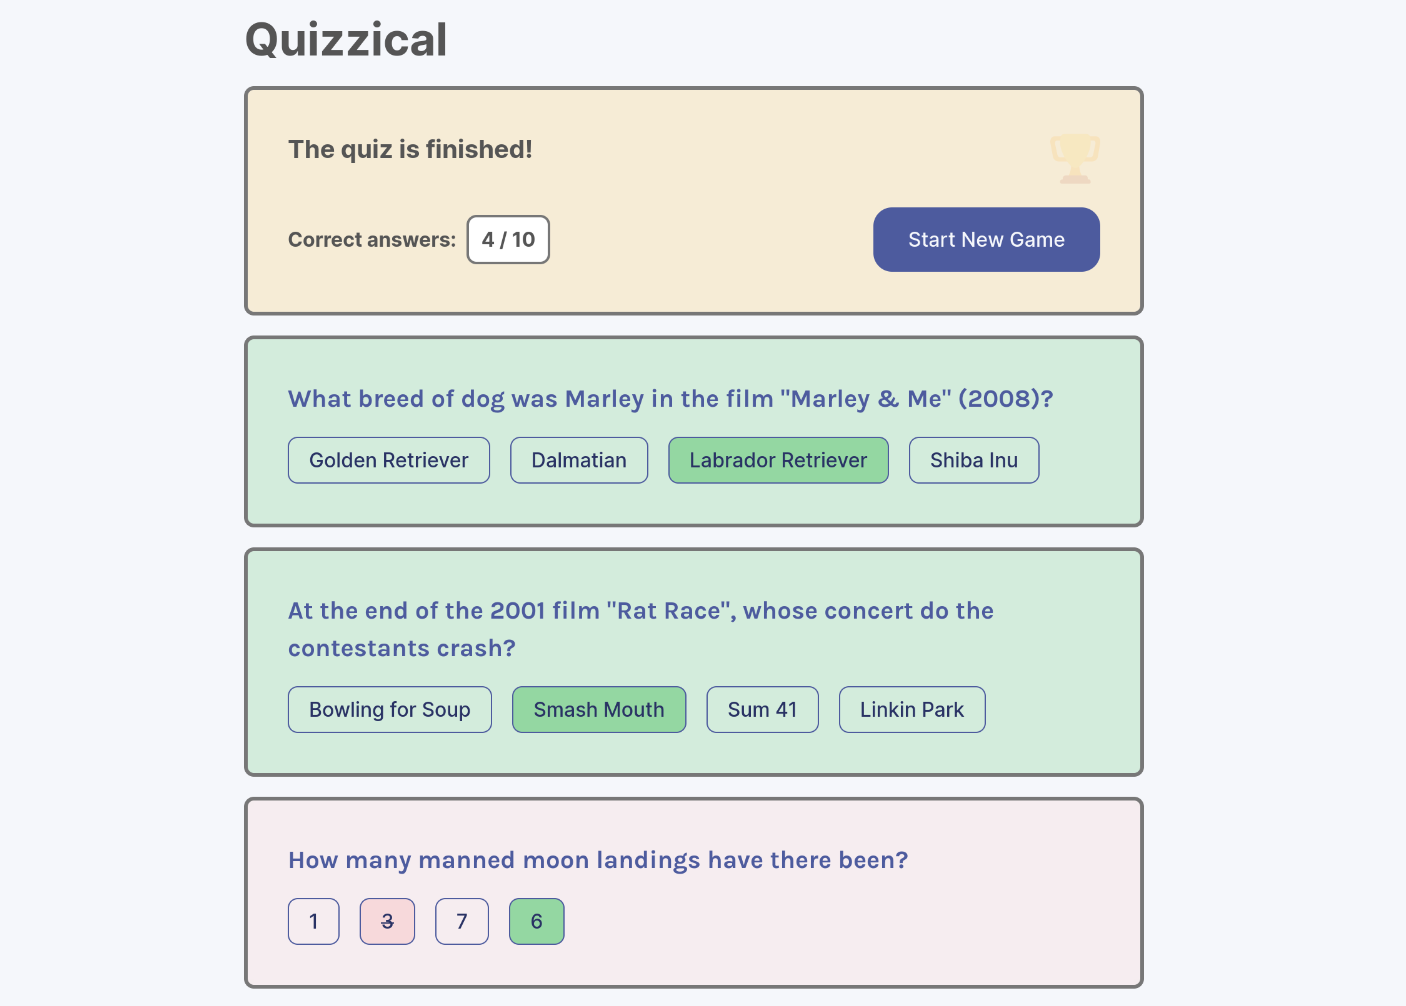 Quizzical
The quiz is finished!
Correct answers: 4 / 10
Start New Game
What breed of dog was Marley in the film "Marley & Me" (2008)?
Golden Retriever Dalmatian Labrador Retriever Shiba Inu
At the end of the 2001 film "Rat Race", whose concert do the
contestants crash?
Bowling for Soup Smash Mouth Sum 41 Linkin Park
How many manned moon landings have there been?
1 3 7 6